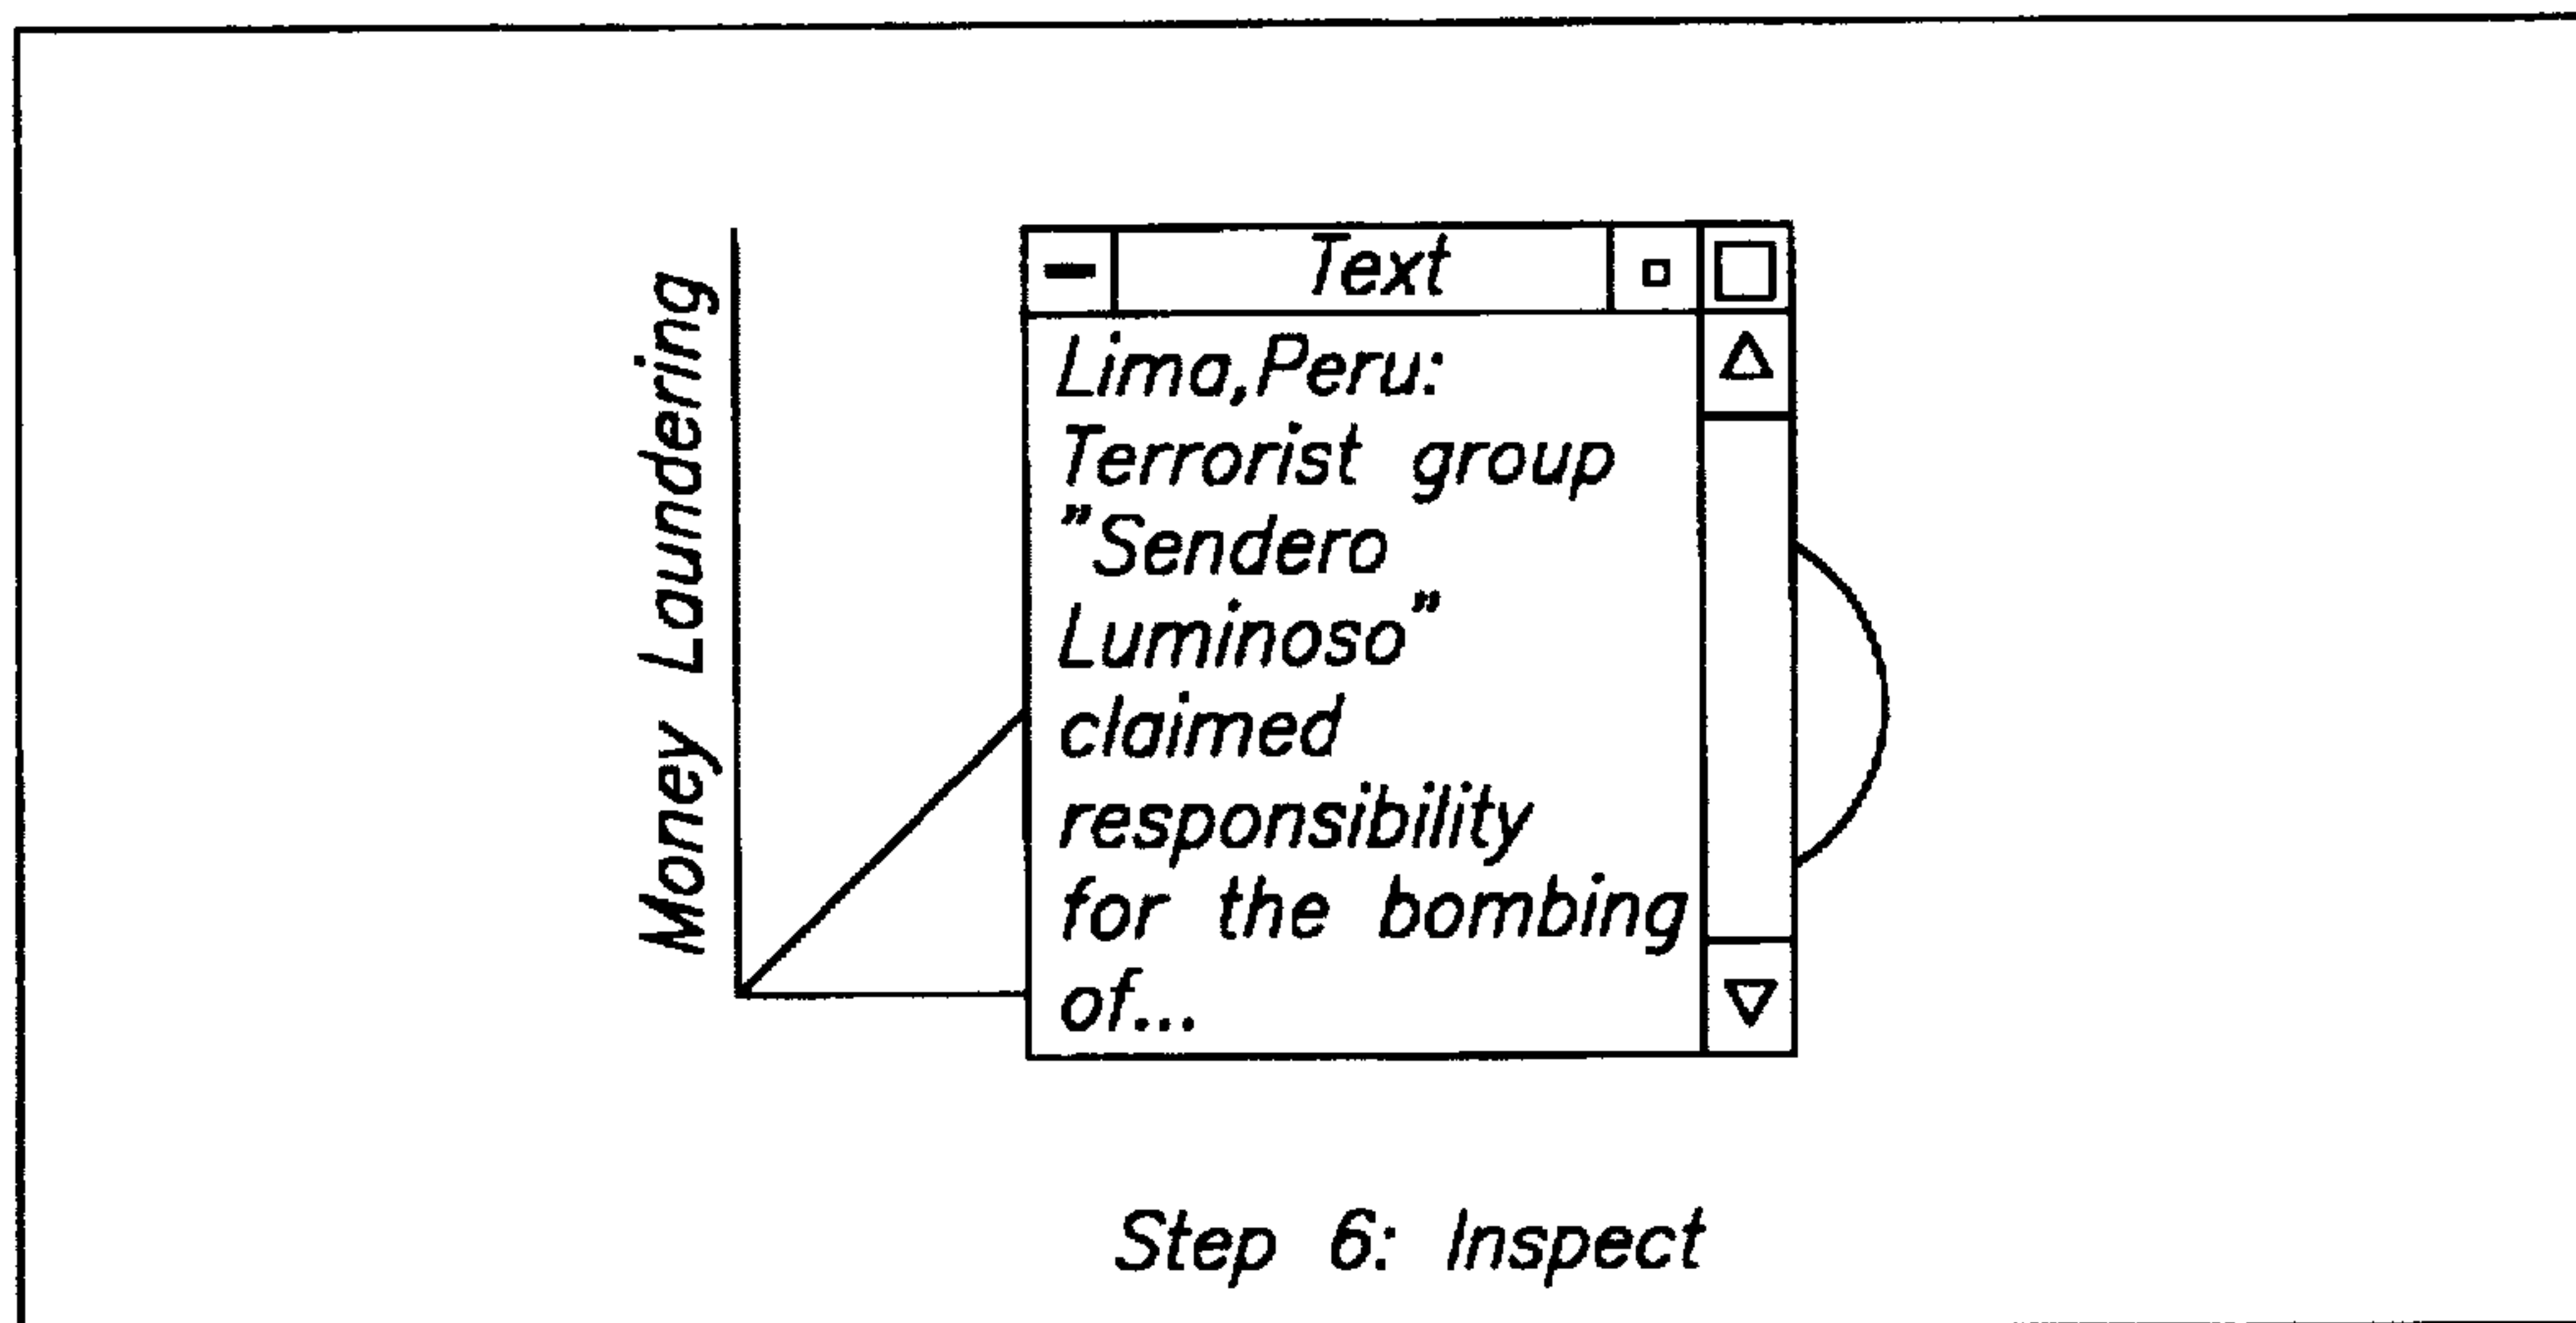 Money Laundering
Text
Lima,Peru:
Terrorist group
"Sendero
Luminoso"
claimed
responsibility
for the bombing
of...
Step 6: Inspect